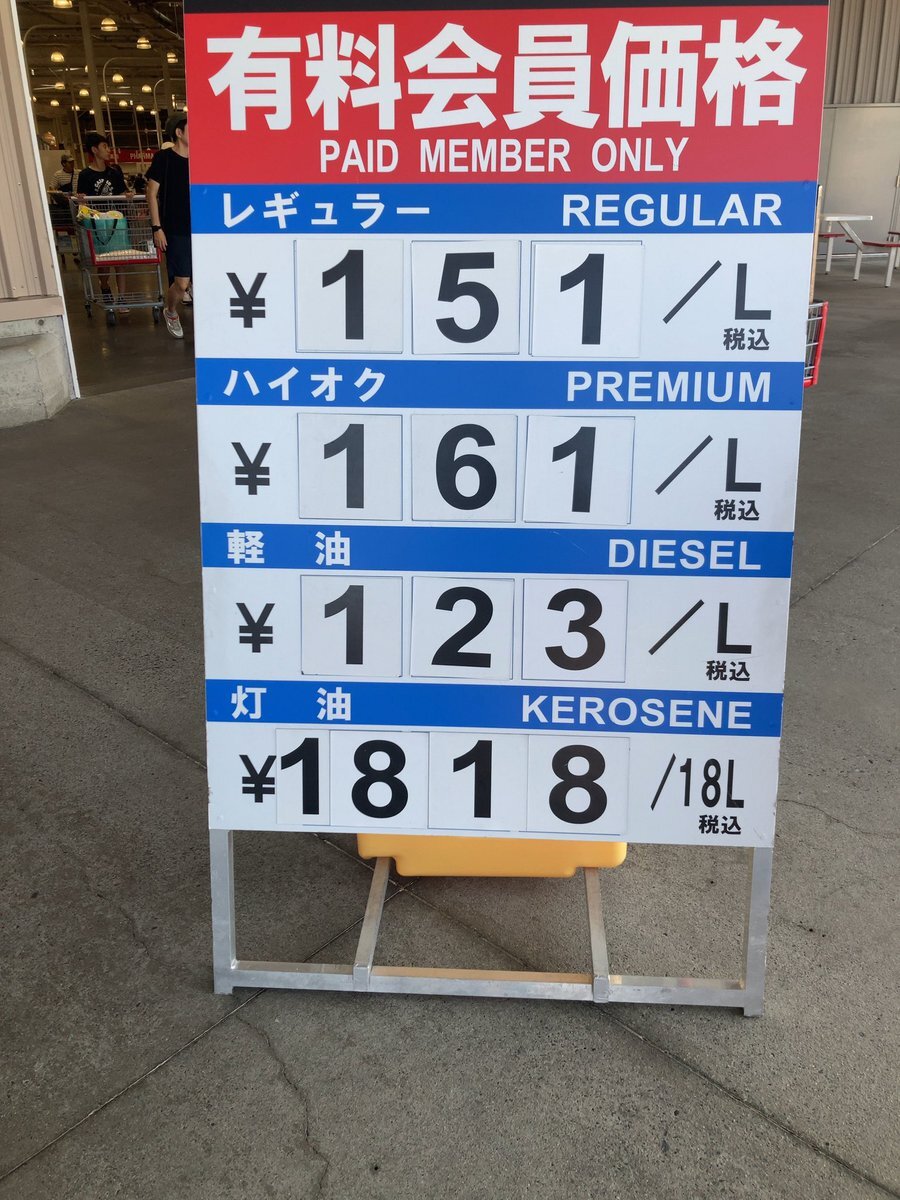 有料会員価格
PAID MEMBER ONLY
レギュラー REGULAR
¥ 151 /L
税込
ハイオク PREMIUM
¥ 161 /L
税込
軽 油 DIESEL
¥ 123 /L
税込
灯 油 KEROSENE
¥1818 /18L
税込